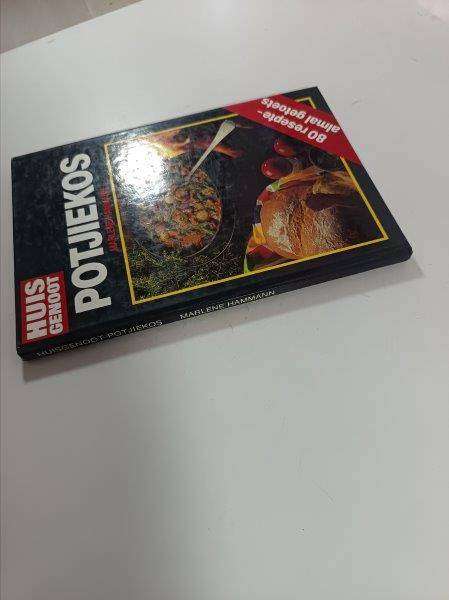 HUIS
GENOOT
POTJIEKOS
80 resepte-
almal getoets
HUISGENOOT-POTJIEKOS MARLENE HAMMANN